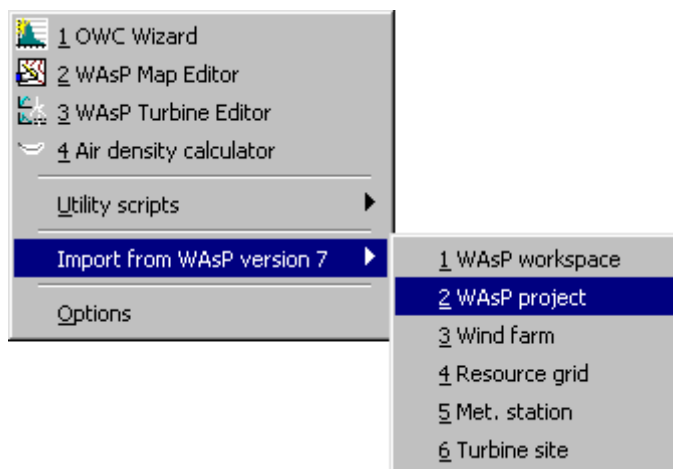 1 OWC Wizard
2 WAsP Map Editor
3 WAsP Turbine Editor
4 Air density calculator
Utility scripts
Import from WAsP version 7
Options
1 WAsP workspace
2 WAsP project
3 Wind farm
4 Resource grid
5 Met. station
6 Turbine site